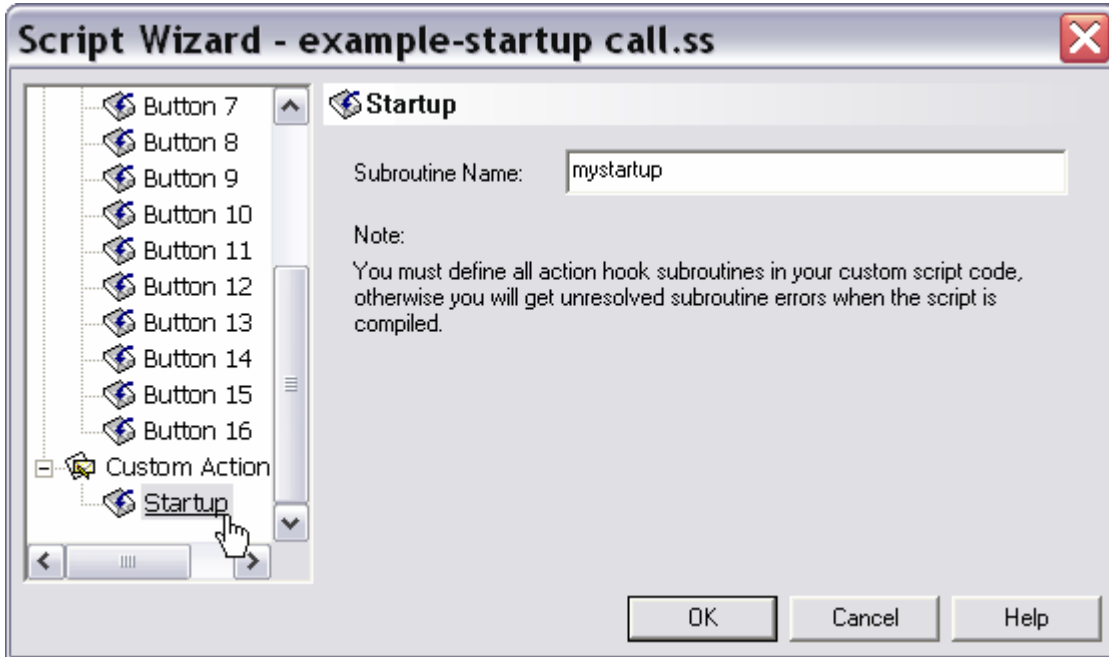 Script Wizard - example-startup call.ss
Button 7
Button 8
Button 9
Button 10
Button 11
Button 12
Button 13
Button 14
Button 15
Button 16
Custom Action
Startup
Startup
Subroutine Name:
mystartup
Note:
You must define all action hook subroutines in your custom script code,
otherwise you will get unresolved subroutine errors when the script is
compiled.
OK
Cancel
Help